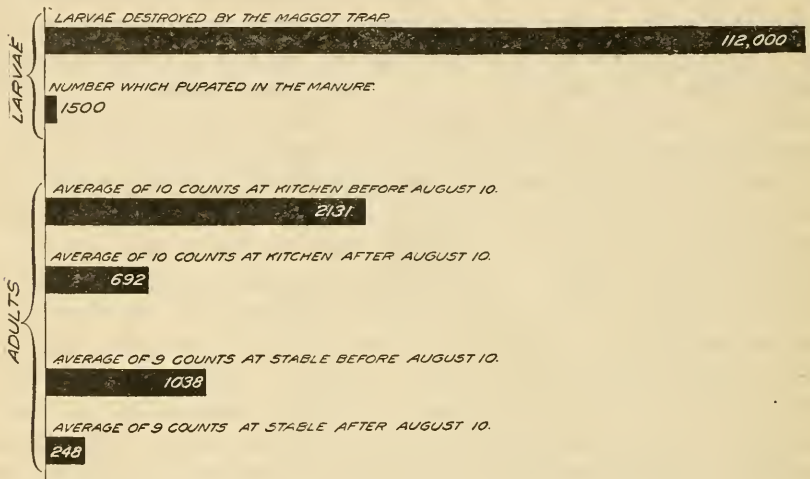 LARVAE DESTROYED BY THE MAGGOT TRAP.
112,000
NUMBER WHICH PUPATED IN THE MANURE.
1500
LARVAE
AVERAGE OF 10 COUNTS AT KITCHEN BEFORE AUGUST 10.
2131
AVERAGE OF 10 COUNTS AT KITCHEN AFTER AUGUST 10.
692
AVERAGE OF 9 COUNTS AT STABLE BEFORE AUGUST 10.
1038
AVERAGE OF 9 COUNTS AT STABLE AFTER AUGUST 10.
248
ADULTS